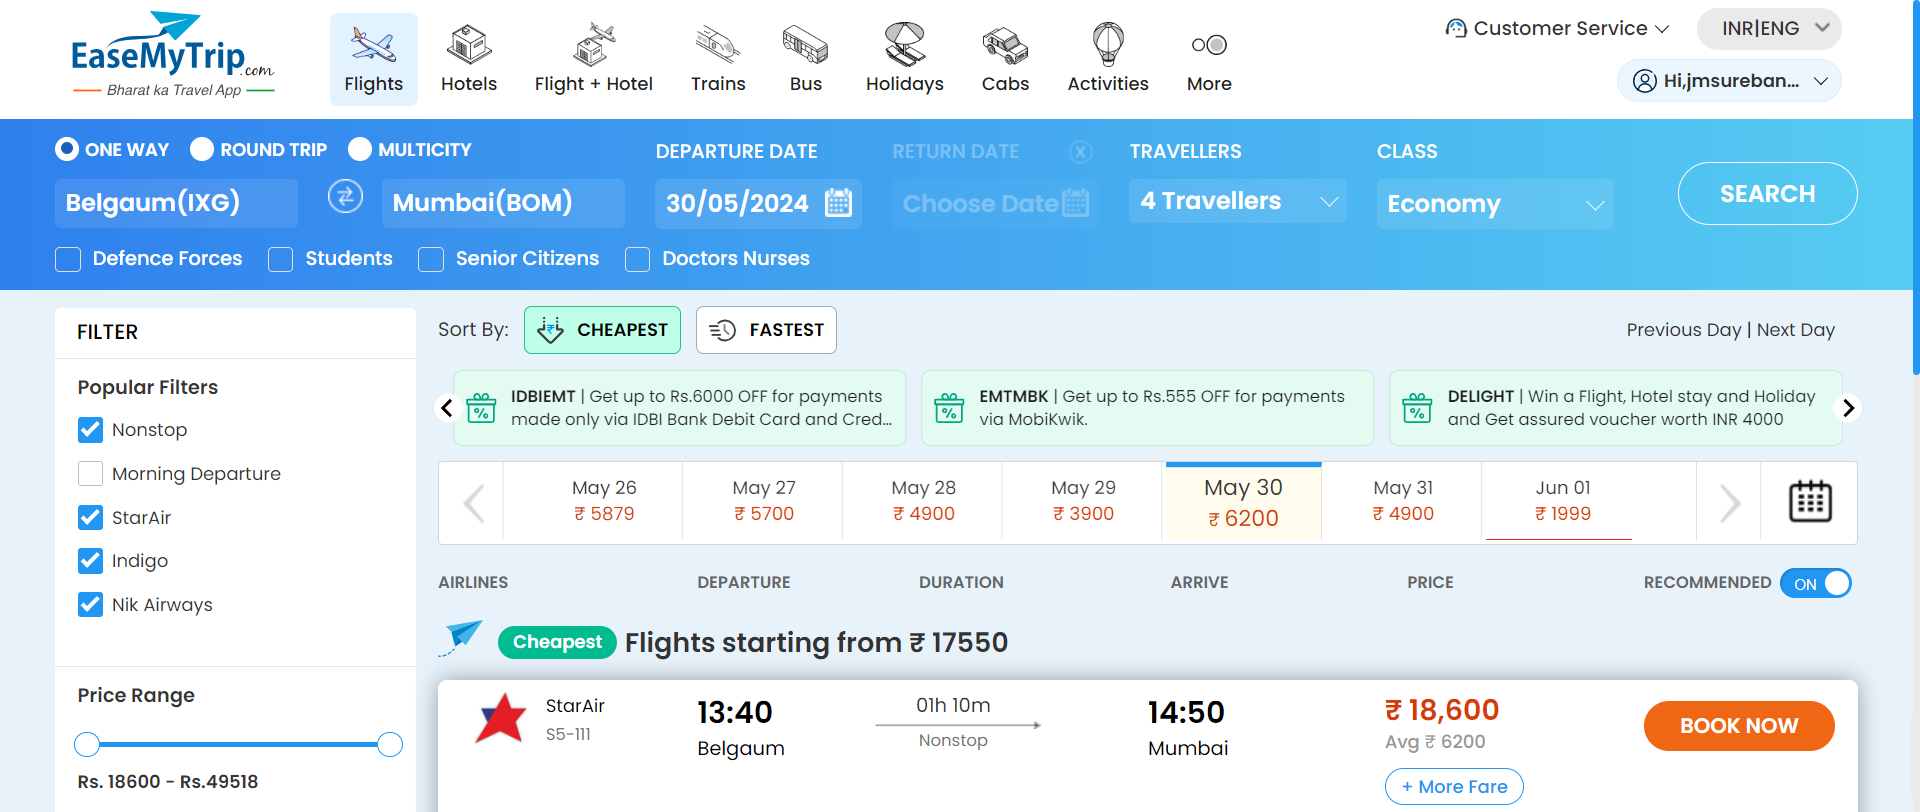 EaseMyTrip.com
Bharat ka Travel App
Flights
Hotels
Flight + Hotel
Trains
Bus
Holidays
Cabs
Activities
More
Customer Service
INR|ENG
Hi,jmsureban...
ONE WAY
ROUND TRIP
MULTICITY
DEPARTURE DATE
RETURN DATE
X
TRAVELLERS
CLASS
Belgaum(IXG)
Mumbai(BOM)
30/05/2024
Choose Date
4 Travellers
Economy
SEARCH
Defence Forces
Students
Senior Citizens
Doctors Nurses
FILTER
Popular Filters
Nonstop
Morning Departure
StarAir
Indigo
Nik Airways
Price Range
Rs. 18600 - Rs.49518
Sort By:
CHEAPEST
FASTEST
Previous Day | Next Day
IDBIEMT | Get up to Rs.6000 OFF for payments
made only via IDBI Bank Debit Card and Cred...
EMTMBK | Get up to Rs.555 OFF for payments
via MobiKwik.
DELIGHT | Win a Flight, Hotel stay and Holiday
and Get assured voucher worth INR 4000
May 26
₹ 5879
May 27
₹ 5700
May 28
₹ 4900
May 29
₹ 3900
May 30
₹ 6200
May 31
₹ 4900
Jun 01
₹ 1999
AIRLINES
DEPARTURE
DURATION
ARRIVE
PRICE
RECOMMENDED
ON
Cheapest
Flights starting from ₹ 17550
StarAir
S5-111
13:40
Belgaum
01h 10m
Nonstop
14:50
Mumbai
₹ 18,600
Avg ₹ 6200
+ More Fare
BOOK NOW